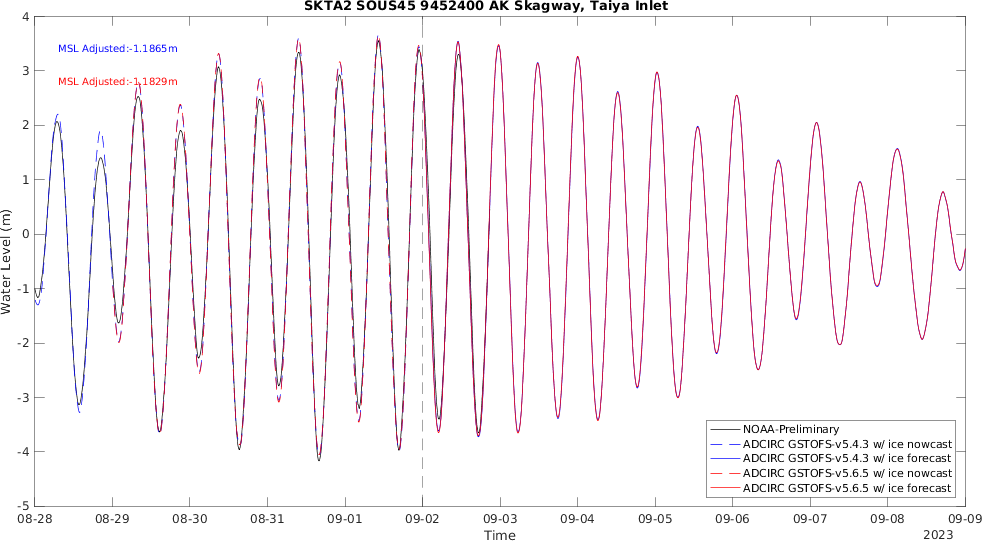 SKTA2 SOUS45 9452400 AK Skagway, Taiya Inlet
4
MSL Adjusted:-1.1865m
3
MSL Adjusted:-1.1829m
2
1
0
-1
-2
-3
-4
-5
Water Level (m)
NOAA-Preliminary
ADCIRC GSTOFS-v5.4.3 w/ ice nowcast
ADCIRC GSTOFS-v5.4.3 w/ ice forecast
ADCIRC GSTOFS-v5.6.5 w/ ice nowcast
ADCIRC GSTOFS-v5.6.5 w/ ice forecast
08-28 08-29 08-30 08-31 09-01 09-02 09-03 09-04 09-05 09-06 09-07 09-08 09-09
Time
2023